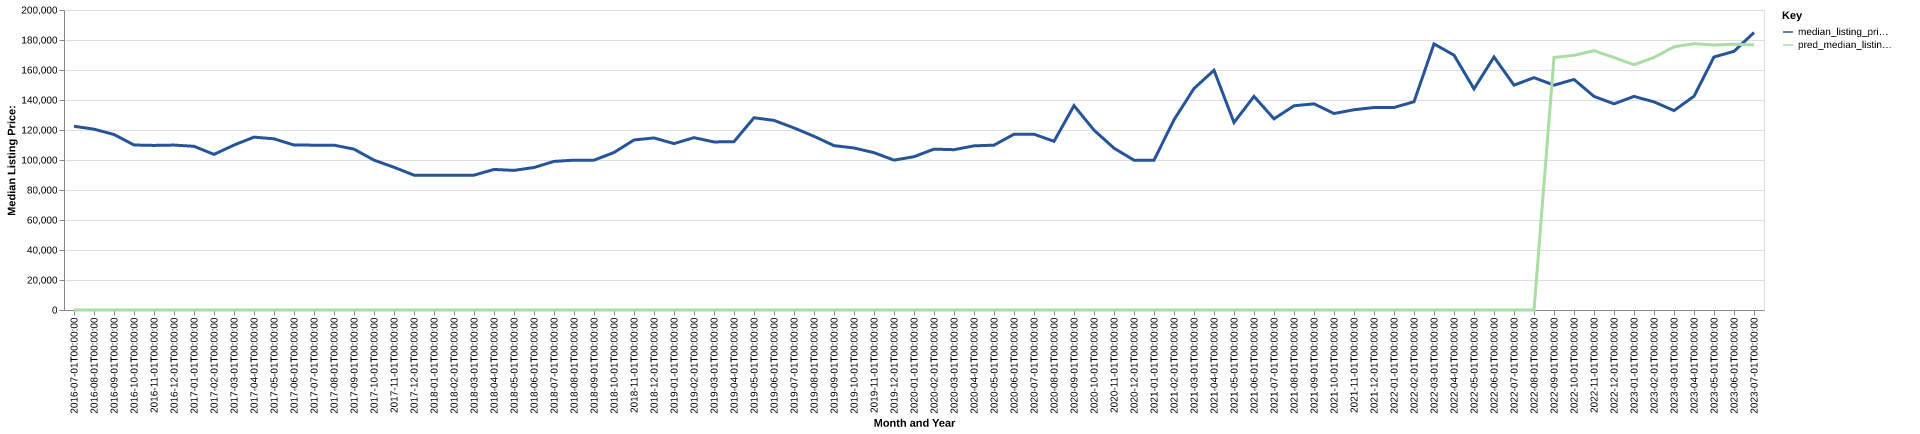 200,000
180,000
160,000
140,000
120,000
100,000
80,000
60,000
40,000
20,000
0
Median Listing Price:
2016-07-01T00:00:00
2016-08-01T00:00:00
2016-09-01T00:00:00
2016-10-01T00:00:00
2016-11-01T00:00:00
2016-12-01T00:00:00
2017-01-01T00:00:00
2017-02-01T00:00:00
2017-03-01T00:00:00
2017-04-01T00:00:00
2017-05-01T00:00:00
2017-06-01T00:00:00
2017-07-01T00:00:00
2017-08-01T00:00:00
2017-09-01T00:00:00
2017-10-01T00:00:00
2017-11-01T00:00:00
2017-12-01T00:00:00
2018-01-01T00:00:00
2018-02-01T00:00:00
2018-03-01T00:00:00
2018-04-01T00:00:00
2018-05-01T00:00:00
2018-06-01T00:00:00
2018-07-01T00:00:00
2018-08-01T00:00:00
2018-09-01T00:00:00
2018-10-01T00:00:00
2018-11-01T00:00:00
2018-12-01T00:00:00
2019-01-01T00:00:00
2019-02-01T00:00:00
2019-03-01T00:00:00
2019-04-01T00:00:00
2019-05-01T00:00:00
2019-06-01T00:00:00
2019-07-01T00:00:00
2019-08-01T00:00:00
2019-09-01T00:00:00
2019-10-01T00:00:00
2019-11-01T00:00:00
2019-12-01T00:00:00
2020-01-01T00:00:00
2020-02-01T00:00:00
2020-03-01T00:00:00
2020-04-01T00:00:00
2020-05-01T00:00:00
2020-06-01T00:00:00
2020-07-01T00:00:00
2020-08-01T00:00:00
2020-09-01T00:00:00
2020-10-01T00:00:00
2020-11-01T00:00:00
2020-12-01T00:00:00
2021-01-01T00:00:00
2021-02-01T00:00:00
2021-03-01T00:00:00
2021-04-01T00:00:00
2021-05-01T00:00:00
2021-06-01T00:00:00
2021-07-01T00:00:00
2021-08-01T00:00:00
2021-09-01T00:00:00
2021-10-01T00:00:00
2021-11-01T00:00:00
2021-12-01T00:00:00
2022-01-01T00:00:00
2022-02-01T00:00:00
2022-03-01T00:00:00
2022-04-01T00:00:00
2022-05-01T00:00:00
2022-06-01T00:00:00
2022-07-01T00:00:00
2022-08-01T00:00:00
2022-09-01T00:00:00
2022-10-01T00:00:00
2022-11-01T00:00:00
2022-12-01T00:00:00
2023-01-01T00:00:00
2023-02-01T00:00:00
2023-03-01T00:00:00
2023-04-01T00:00:00
2023-05-01T00:00:00
2023-06-01T00:00:00
2023-07-01T00:00:00
Month and Year
Key
median_listing_pri…
pred_median_listin…